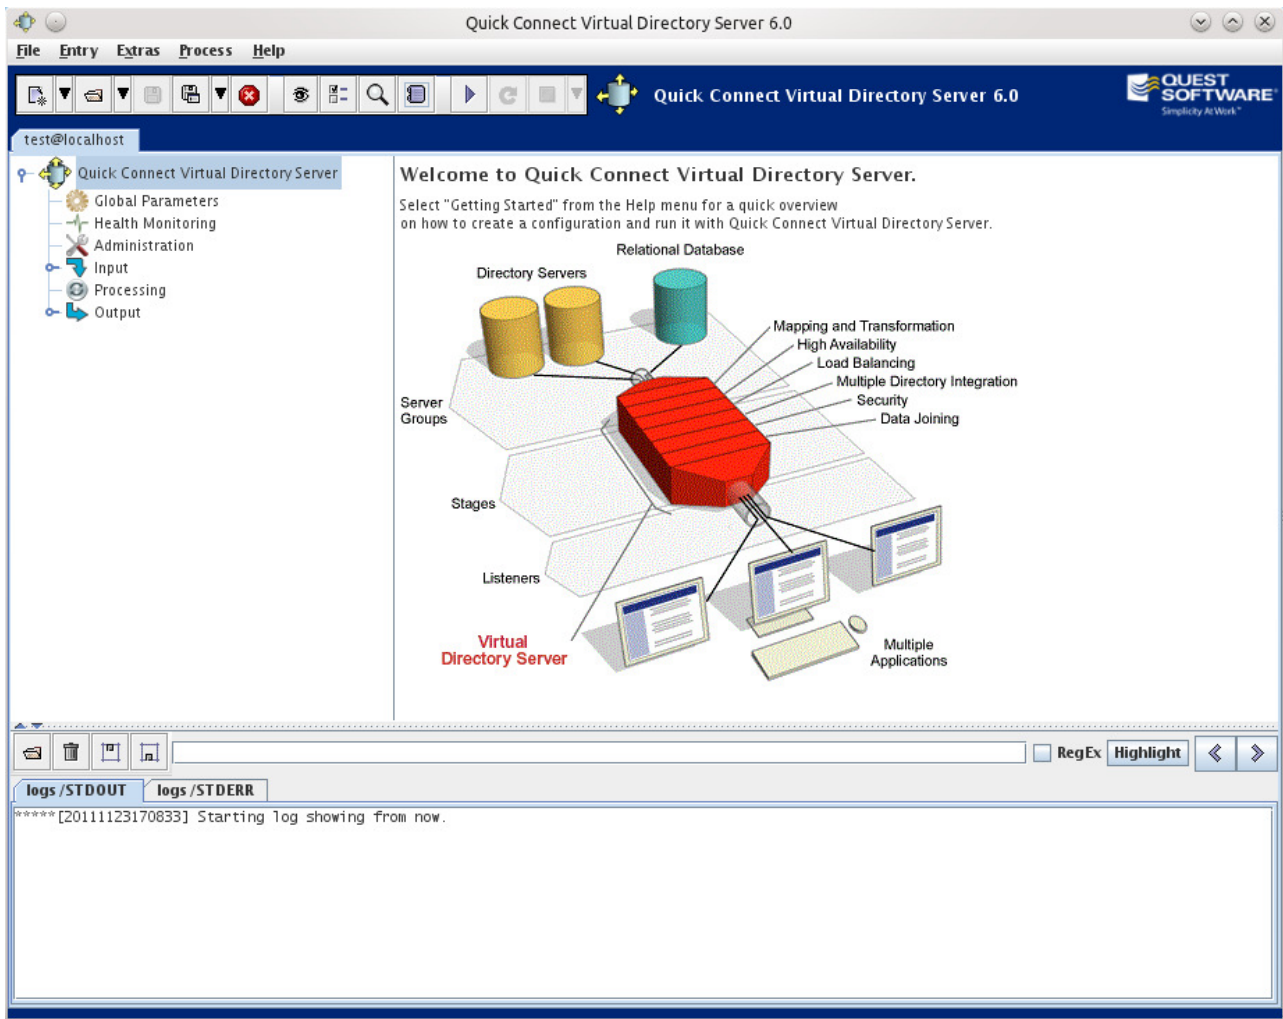 Quick Connect Virtual Directory Server 6.0
File Entry Extras Process Help
Quick Connect Virtual Directory Server 6.0
QUEST
SOFTWARE
Simplicity At Work™
test@localhost
Quick Connect Virtual Directory Server
Global Parameters
Health Monitoring
Administration
Input
Processing
Output
Welcome to Quick Connect Virtual Directory Server.
Select "Getting Started" from the Help menu for a quick overview
on how to create a configuration and run it with Quick Connect Virtual Directory Server.
Relational Database
Directory Servers
Mapping and Transformation
High Availability
Load Balancing
Multiple Directory Integration
Security
Data Joining
Server
Groups
Stages
Listeners
Virtual
Directory Server
Multiple
Applications
RegEx Highlight
logs /STDOUT logs /STDERR
*****[20111123170833] Starting log showing from now.